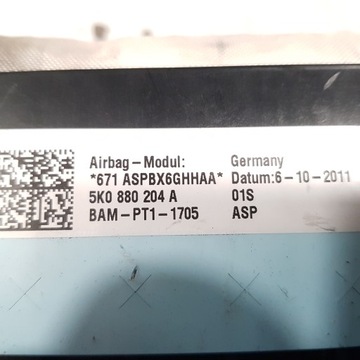 Airbag-Modul: Germany
*671 ASPBX6GHHAA* Datum:6-10-2011
5K0 880 204 A 01S
BAM-PT1-1705 ASP